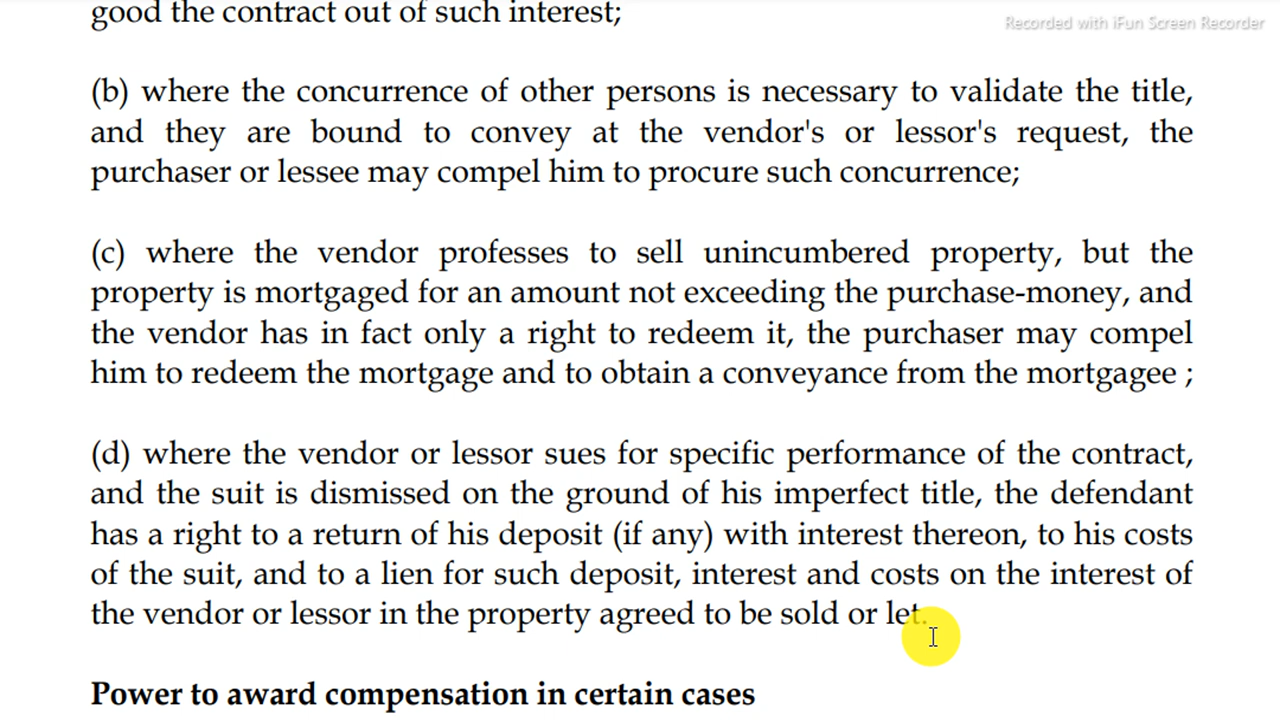 good the contract out of such interest;
Recorded with iFun Screen Recorder
(b) where the concurrence of other persons is necessary to validate the title,
and they are bound to convey at the vendor's or lessor's request, the
purchaser or lessee may compel him to procure such concurrence;
(c) where the vendor professes to sell unincumbered property, but the
property is mortgaged for an amount not exceeding the purchase-money, and
the vendor has in fact only a right to redeem it, the purchaser may compel
him to redeem the mortgage and to obtain a conveyance from the mortgagee ;
(d) where the vendor or lessor sues for specific performance of the contract,
and the suit is dismissed on the ground of his imperfect title, the defendant
has a right to a return of his deposit (if any) with interest thereon, to his costs
of the suit, and to a lien for such deposit, interest and costs on the interest of
the vendor or lessor in the property agreed to be sold or let.
Power to award compensation in certain cases